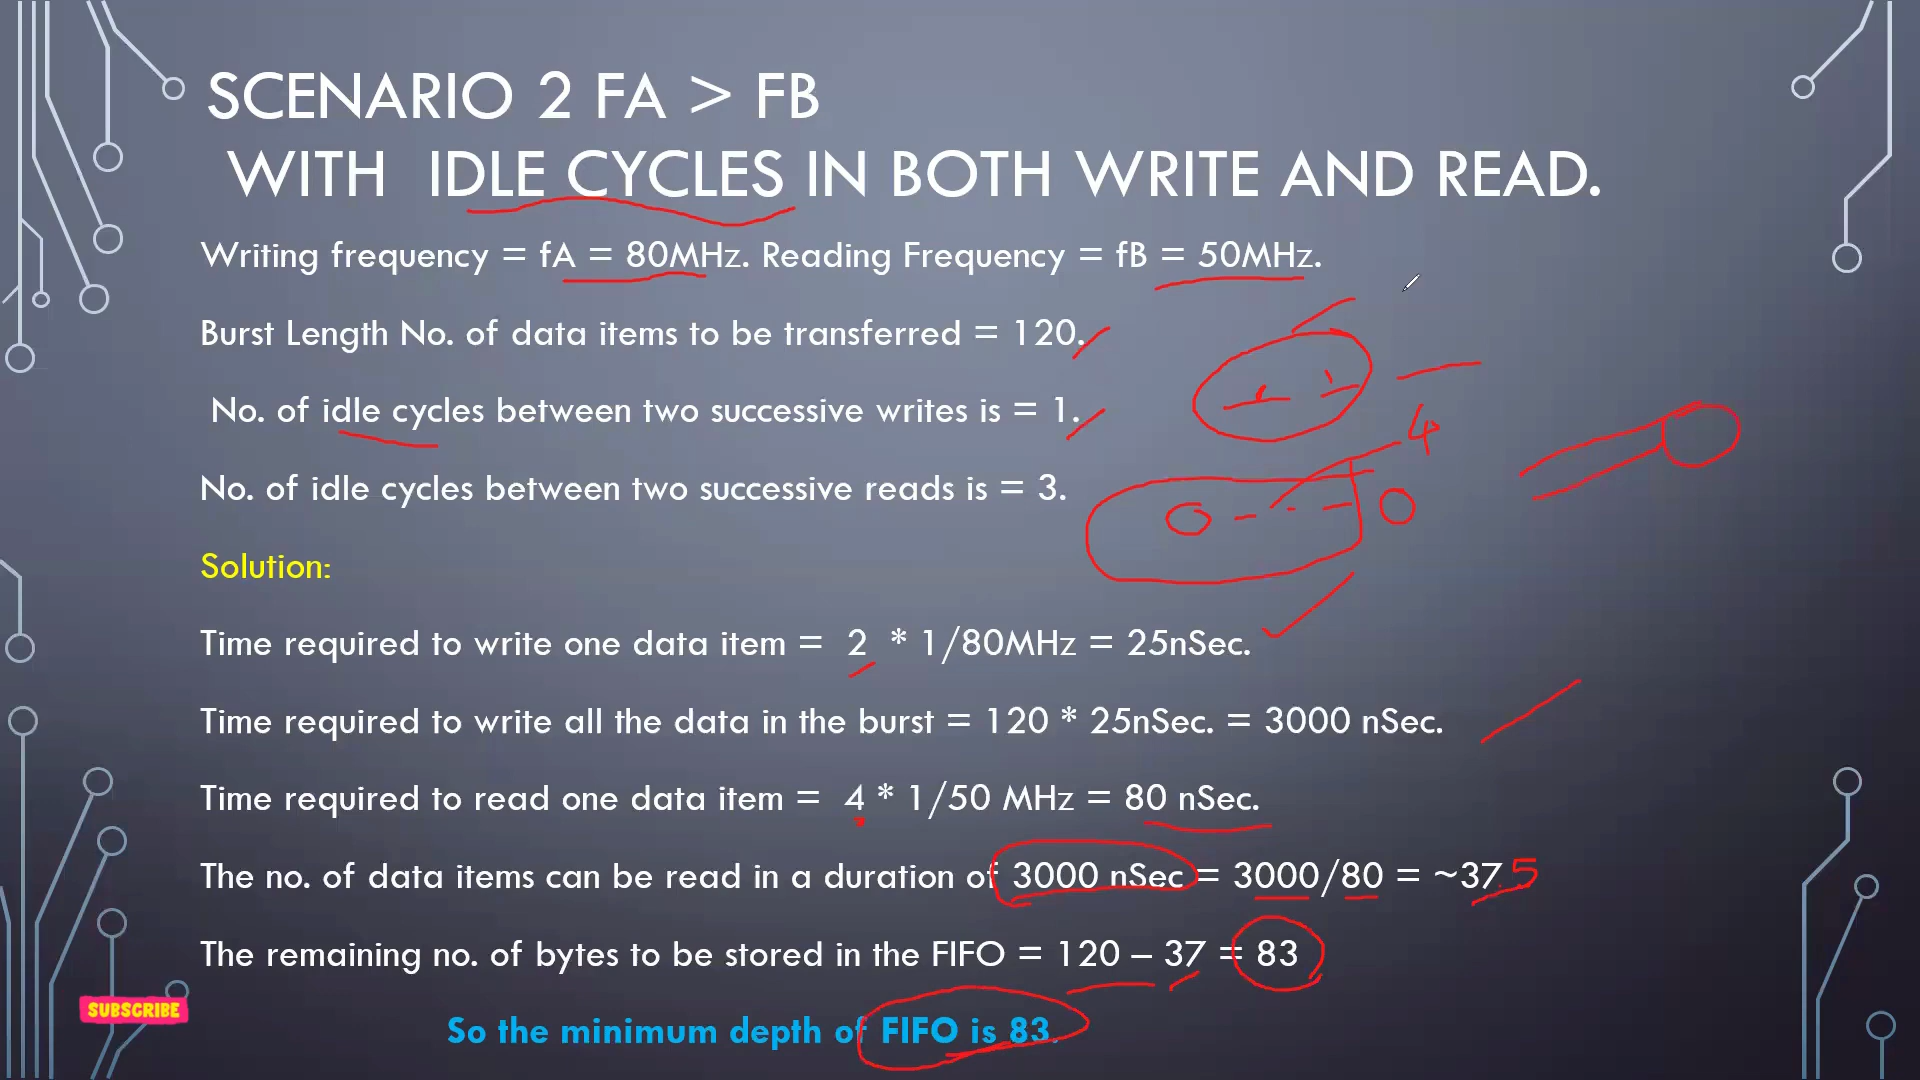 SCENARIO 2 FA > FB
WITH IDLE CYCLES IN BOTH WRITE AND READ.
Writing frequency = fA = 80MHz. Reading Frequency = fB = 50MHz.
Burst Length No. of data items to be transferred = 120.
No. of idle cycles between two successive writes is = 1.
4
No. of idle cycles between two successive reads is = 3.
Solution:
Time required to write one data item = 2 * 1/80MHz = 25nSec.
Time required to write all the data in the burst = 120 * 25nSec. = 3000 nSec.
Time required to read one data item = 4 * 1/50 MHz = 80 nSec.
The no. of data items can be read in a duration of 3000 nSec = 3000/80 = ~37.5
The remaining no. of bytes to be stored in the FIFO = 120 – 37 = 83
SUBSCRIBE
So the minimum depth of FIFO is 83.